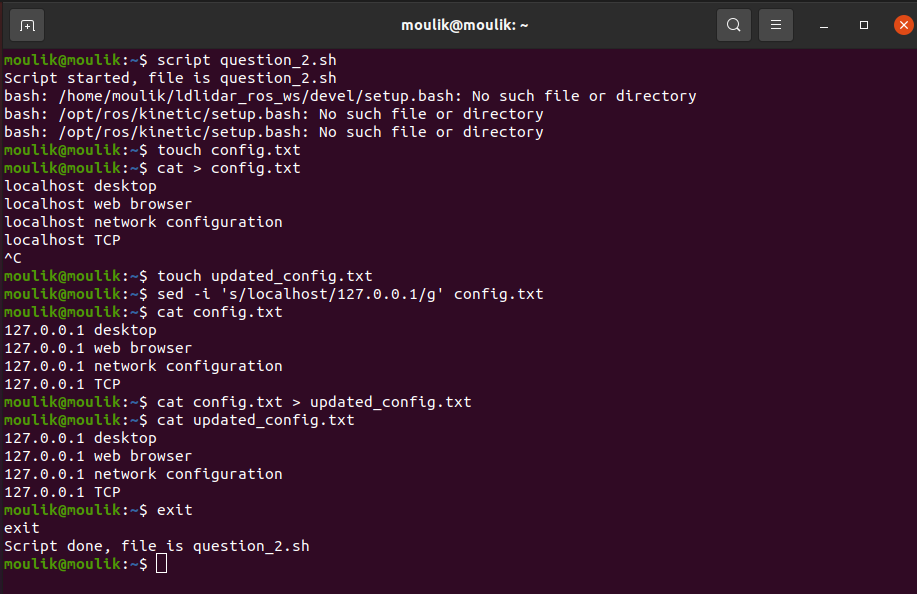 moulik@moulik: ~
moulik@moulik:~$ script question_2.sh
Script started, file is question_2.sh
bash: /home/moulik/ldlidar_ros_ws/devel/setup.bash: No such file or directory
bash: /opt/ros/kinetic/setup.bash: No such file or directory
bash: /opt/ros/kinetic/setup.bash: No such file or directory
moulik@moulik:~$ touch config.txt
moulik@moulik:~$ cat > config.txt
localhost desktop
localhost web browser
localhost network configuration
localhost TCP
^C
moulik@moulik:~$ touch updated_config.txt
moulik@moulik:~$ sed -i 's/localhost/127.0.0.1/g' config.txt
moulik@moulik:~$ cat config.txt
127.0.0.1 desktop
127.0.0.1 web browser
127.0.0.1 network configuration
127.0.0.1 TCP
moulik@moulik:~$ cat config.txt > updated_config.txt
moulik@moulik:~$ cat updated_config.txt
127.0.0.1 desktop
127.0.0.1 web browser
127.0.0.1 network configuration
127.0.0.1 TCP
moulik@moulik:~$ exit
exit
Script done, file is question_2.sh
moulik@moulik:~$